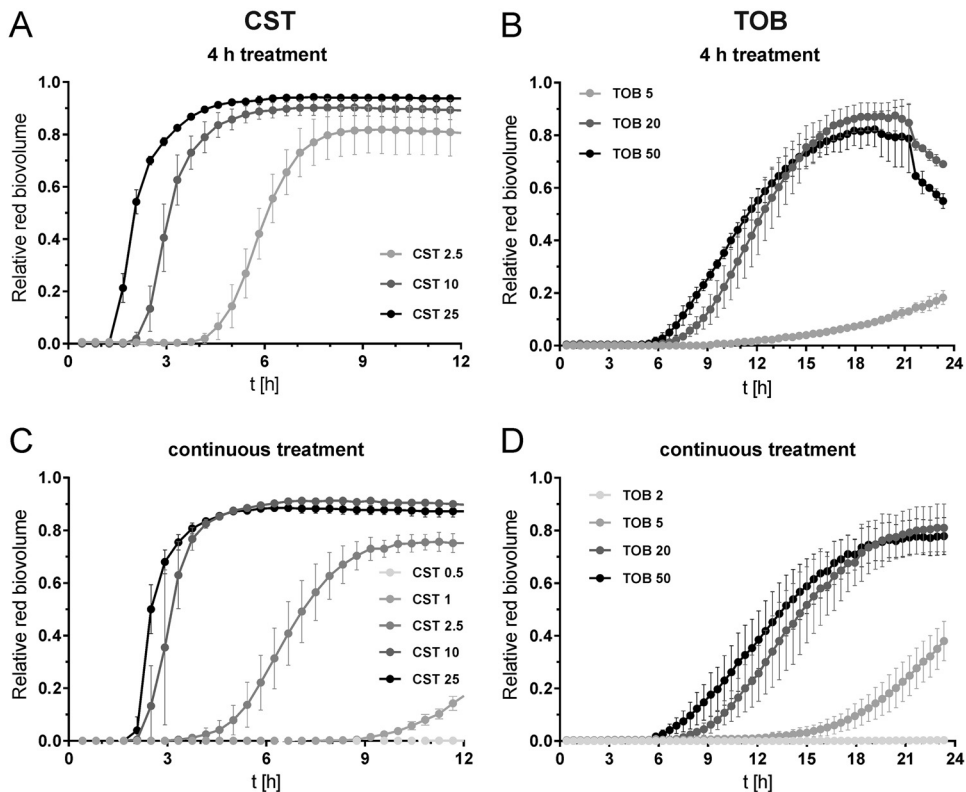 A
CST
4 h treatment
Relative red biovolume
1.0
0.8
0.6
0.4
0.2
0.0
0
3
6
9
12
t [h]
CST 2.5
CST 10
CST 25
B
TOB
4 h treatment
Relative red biovolume
1.0
0.8
0.6
0.4
0.2
0.0
0
3
6
9
12
15
18
21
24
t [h]
TOB 5
TOB 20
TOB 50
C
continuous treatment
Relative red biovolume
1.0
0.8
0.6
0.4
0.2
0.0
0
3
6
9
12
t [h]
CST 0.5
CST 1
CST 2.5
CST 10
CST 25
D
continuous treatment
Relative red biovolume
1.0
0.8
0.6
0.4
0.2
0.0
0
3
6
9
12
15
18
21
24
t [h]
TOB 2
TOB 5
TOB 20
TOB 50